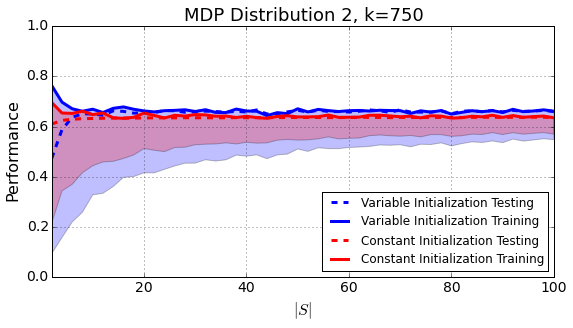 MDP Distribution 2, k=750
1.0
0.8
0.6
0.4
0.2
0.0
Performance
20
40
60
80
100
|S|
Variable Initialization Testing
Variable Initialization Training
Constant Initialization Testing
Constant Initialization Training